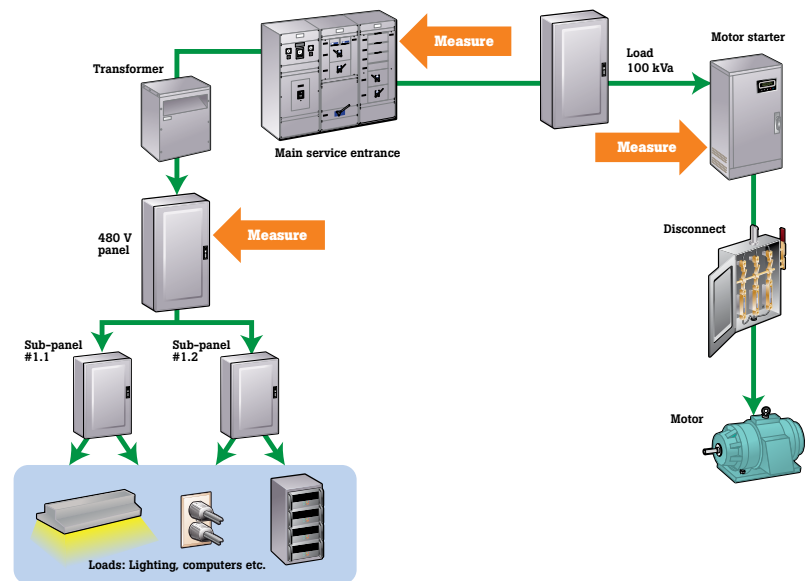 Measure
Load
100 kVa
Motor starter
Transformer
Main service entrance
Measure
480 V
panel
Measure
Disconnect
Sub-panel
#1.1
Sub-panel
#1.2
Motor
Loads: Lighting, computers etc.